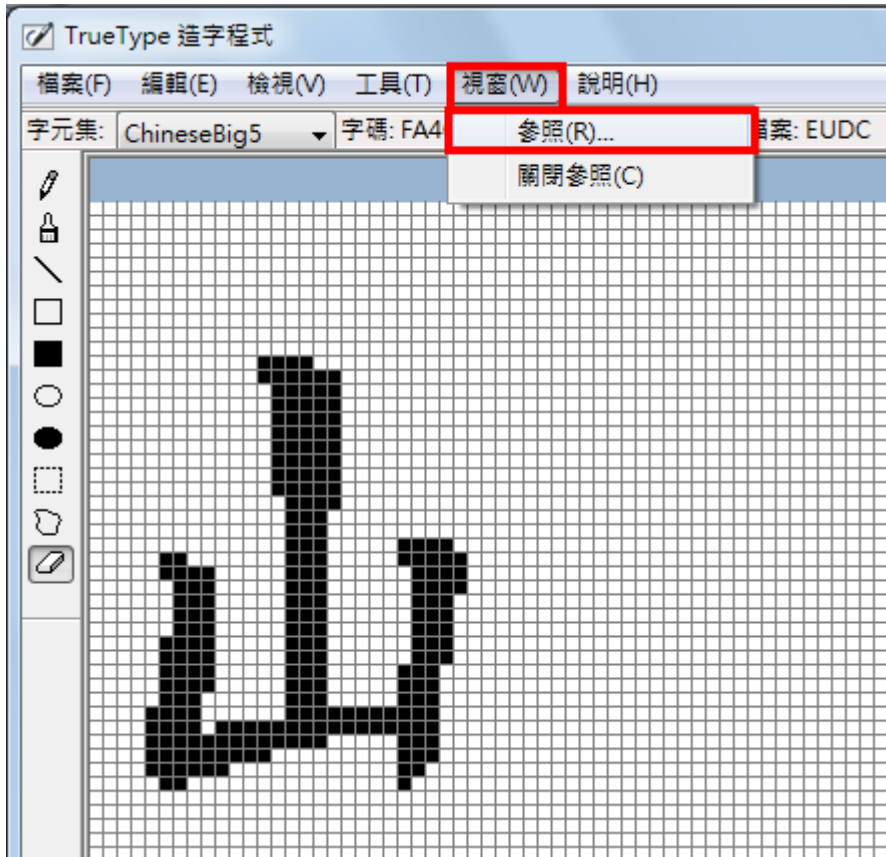 TrueType 造字程式
檔案(F) 編輯(E) 檢視(V) 工具(T) 視窗(W) 說明(H)
字元集: ChineseBig5 字碼: FA4 檔案: EUDC
參照(R)...
關閉參照(C)
山